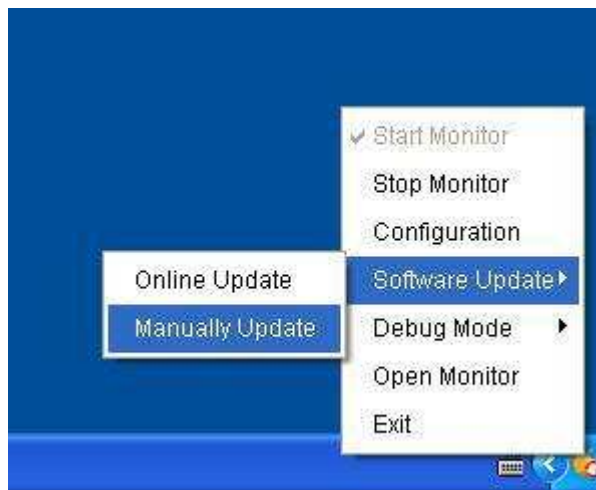 Start Monitor
Stop Monitor
Configuration
Software Update
Online Update
Manually Update
Debug Mode
Open Monitor
Exit